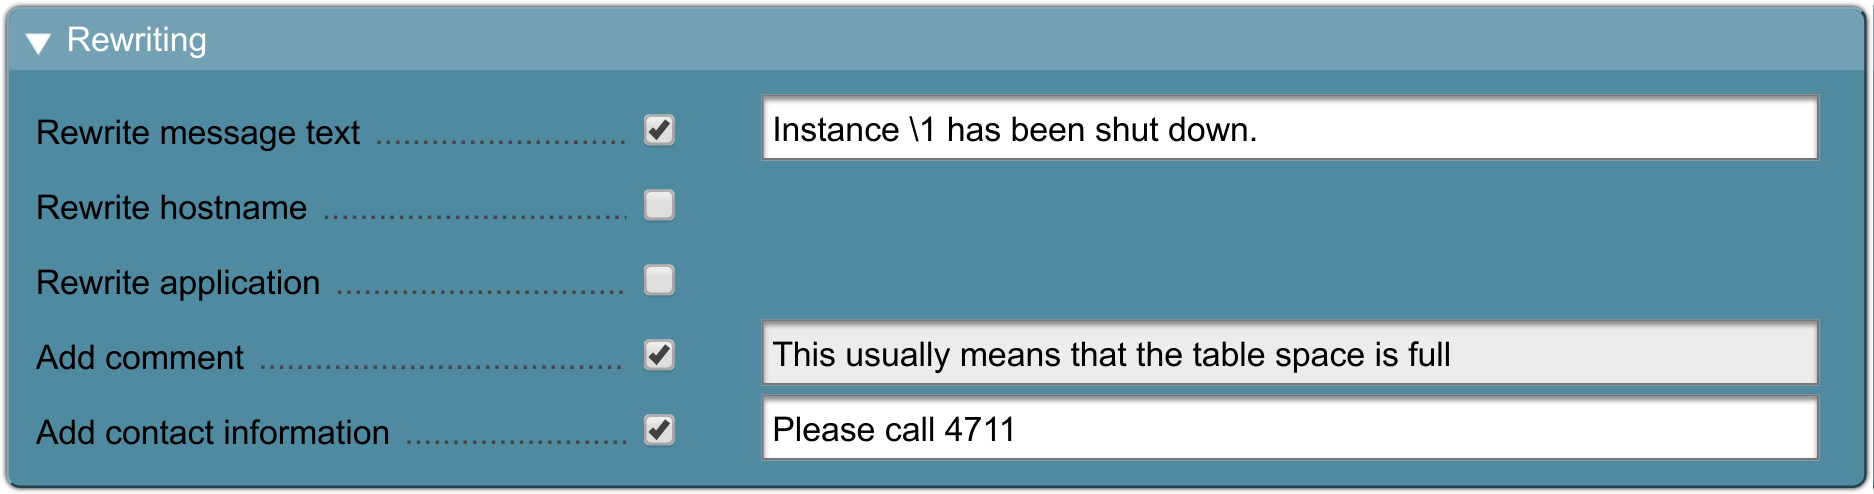 Rewriting
Rewrite message text Instance \1 has been shut down.
Rewrite hostname
Rewrite application
Add comment This usually means that the table space is full
Add contact information Please call 4711